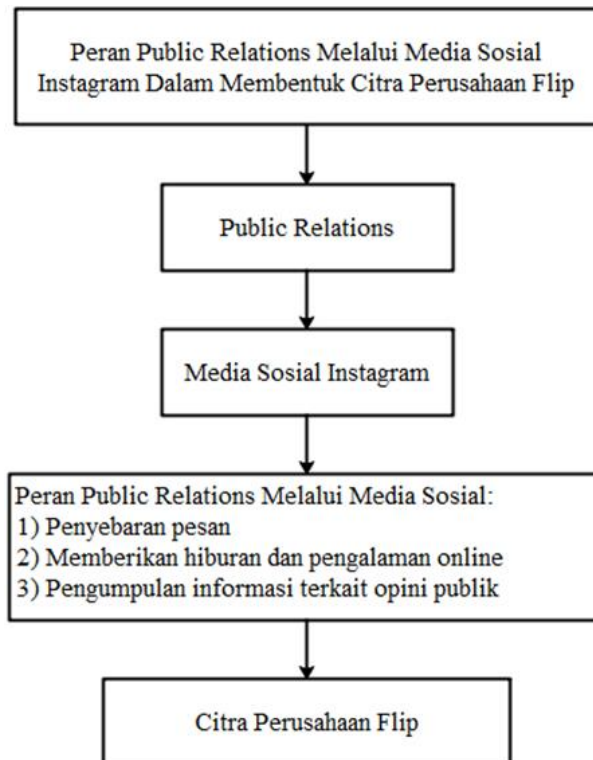 Peran Public Relations Melalui Media Sosial
Instagram Dalam Membentuk Citra Perusahaan Flip
Public Relations
Media Sosial Instagram
Peran Public Relations Melalui Media Sosial:
1) Penyebaran pesan
2) Memberikan hiburan dan pengalaman online
3) Pengumpulan informasi terkait opini publik
Citra Perusahaan Flip